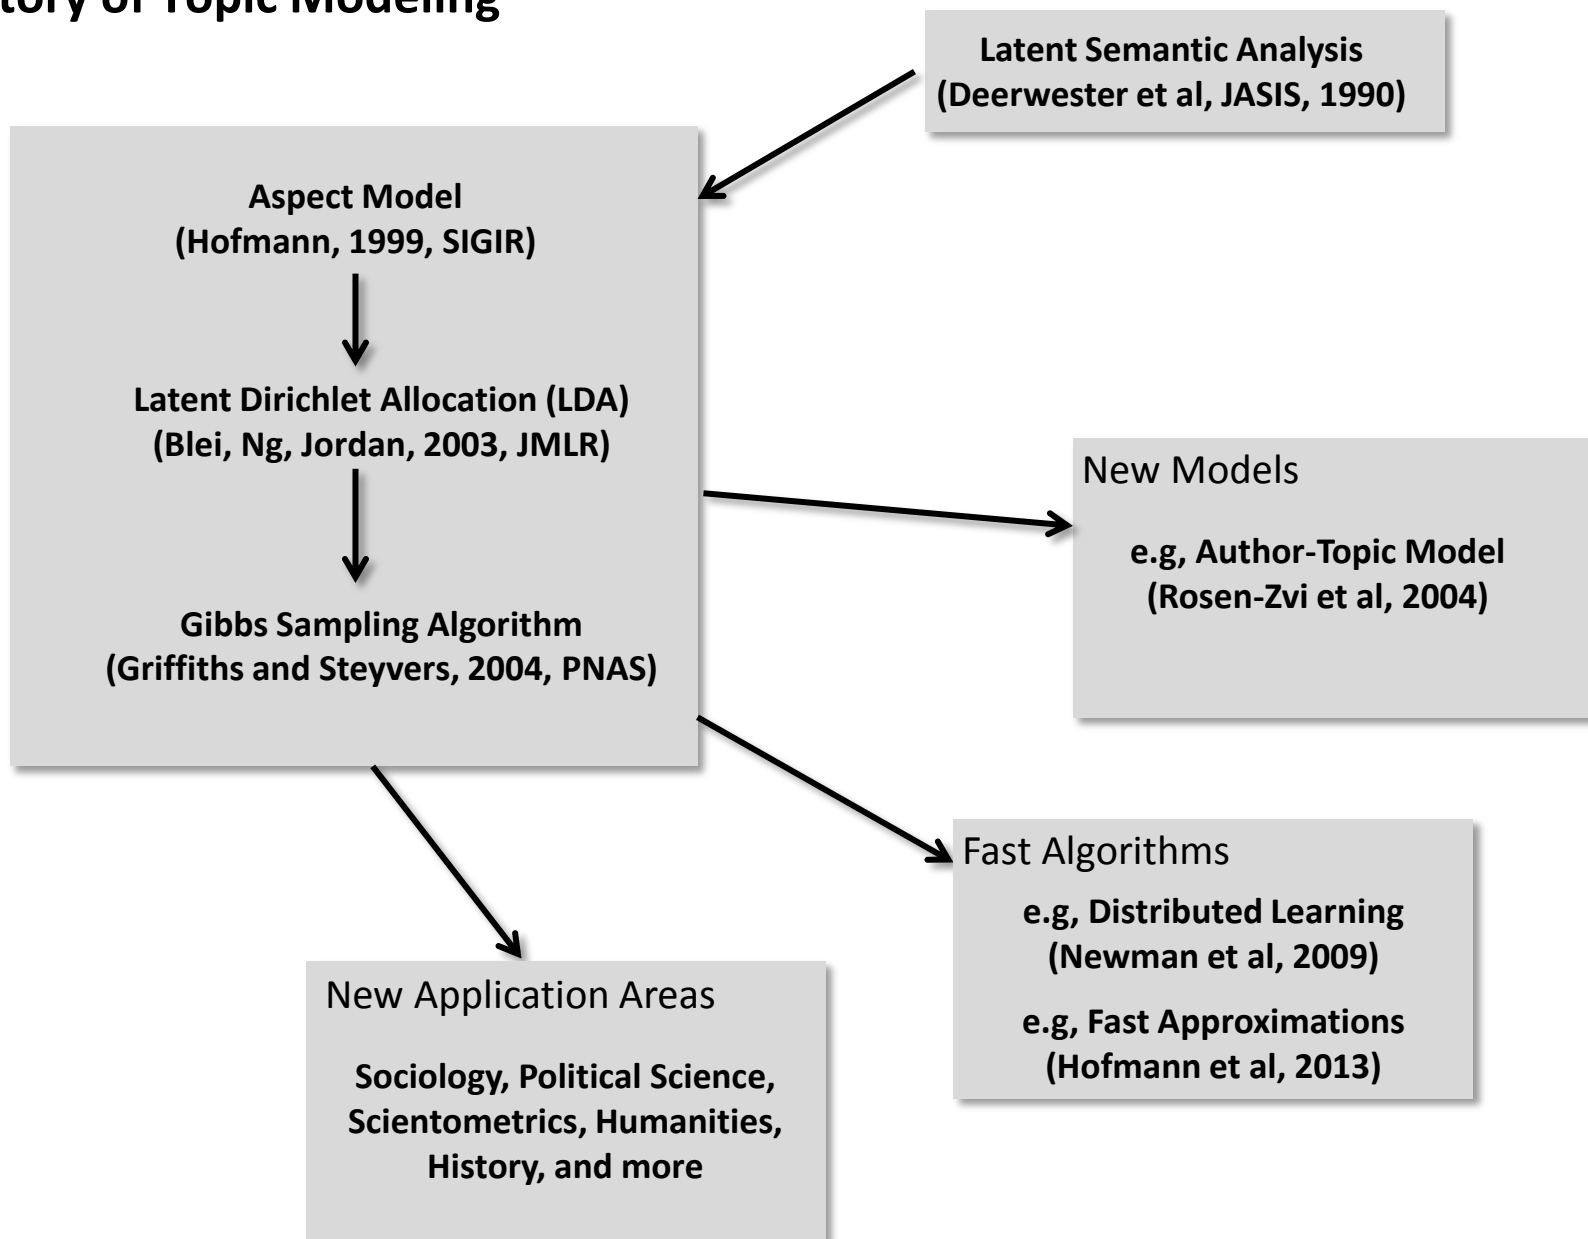 tory of Topic Modeling
Latent Semantic Analysis
(Deerwester et al, JASIS, 1990)
Aspect Model
(Hofmann, 1999, SIGIR)
Latent Dirichlet Allocation (LDA)
(Blei, Ng, Jordan, 2003, JMLR)
Gibbs Sampling Algorithm
(Griffiths and Steyvers, 2004, PNAS)
New Models
e.g, Author-Topic Model
(Rosen-Zvi et al, 2004)
Fast Algorithms
e.g, Distributed Learning
(Newman et al, 2009)
e.g, Fast Approximations
(Hofmann et al, 2013)
New Application Areas
Sociology, Political Science,
Scientometrics, Humanities,
History, and more